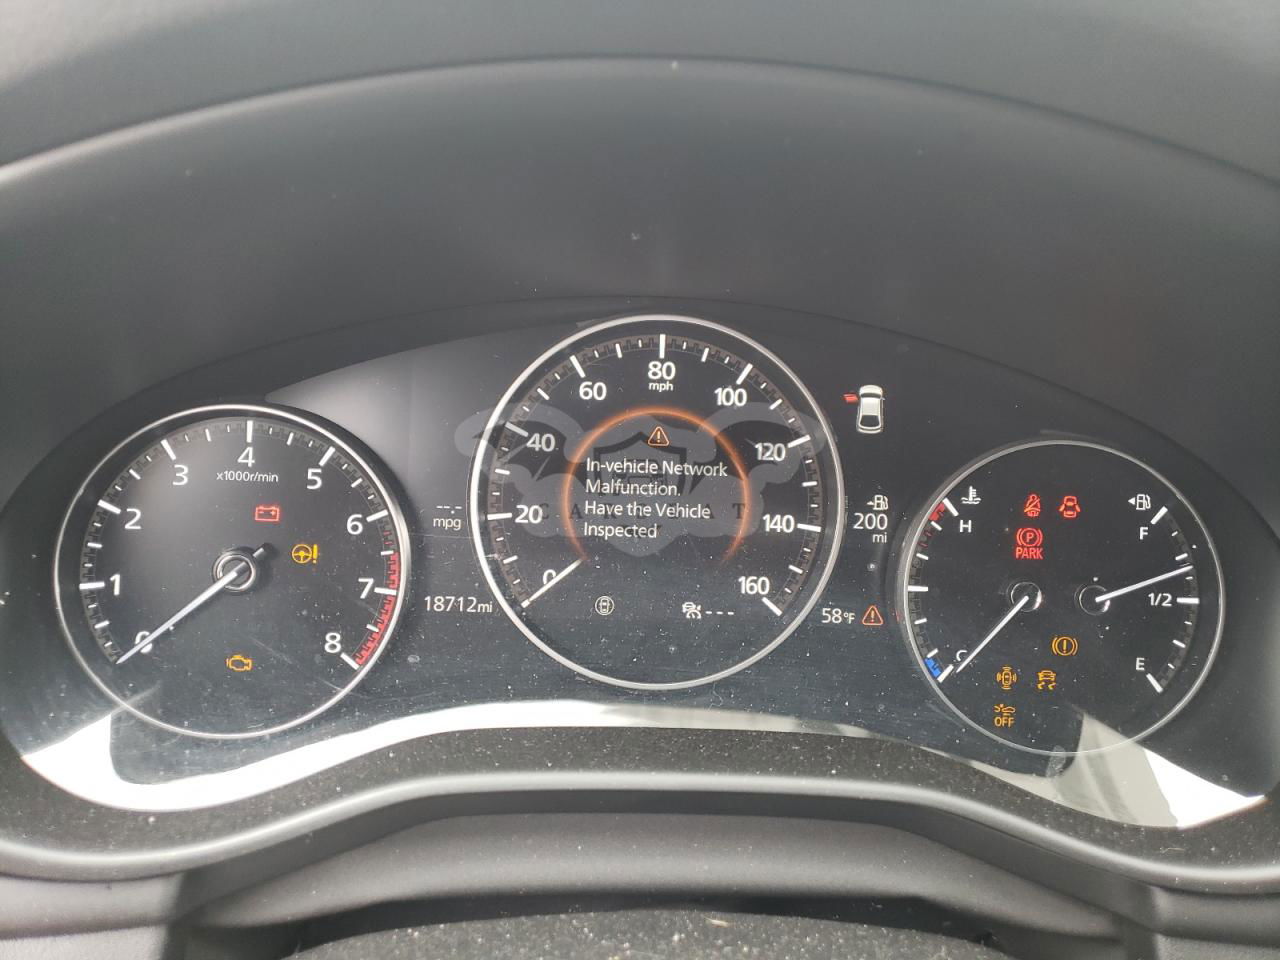 80
mph
60
100
40
120
20
140
0
160
In-vehicle Network
Malfunction.
Have the Vehicle
Inspected
---
4
x1000r/min
3
5
2
6
1
7
0
8
--.-
mpg
18712mi
200
mi
58°F
H
C
PARK
OFF
F
1/2
E